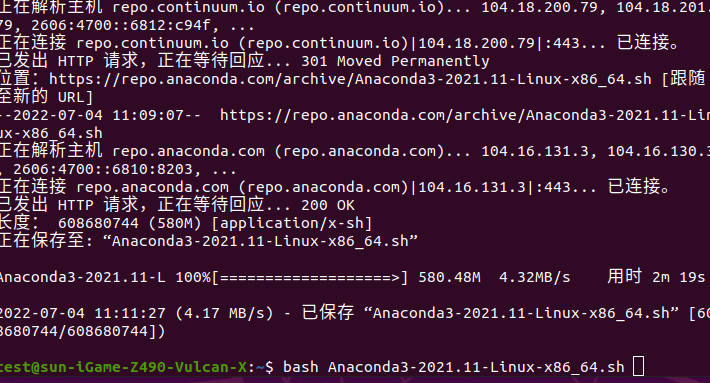 正在解析主机 repo.continuum.io (repo.continuum.io)... 104.18.200.79, 104.18.201.
79, 2606:4700::6812:c94f, ...
正在连接 repo.continuum.io (repo.continuum.io)|104.18.200.79|:443... 已连接。
已发出 HTTP 请求，正在等待回应... 301 Moved Permanently
位置：https://repo.anaconda.com/archive/Anaconda3-2021.11-Linux-x86_64.sh [跟随
至新的 URL]
--2022-07-04 11:09:07--  https://repo.anaconda.com/archive/Anaconda3-2021.11-Lin
ux-x86_64.sh
正在解析主机 repo.anaconda.com (repo.anaconda.com)... 104.16.131.3, 104.16.130.3
, 2606:4700::6810:8203, ...
正在连接 repo.anaconda.com (repo.anaconda.com)|104.16.131.3|:443... 已连接。
已发出 HTTP 请求，正在等待回应... 200 OK
长度： 608680744 (580M) [application/x-sh]
正在保存至: “Anaconda3-2021.11-Linux-x86_64.sh”
Anaconda3-2021.11-L 100%[===================>] 580.48M  4.32MB/s    用时 2m 19s
2022-07-04 11:11:27 (4.17 MB/s) - 已保存 “Anaconda3-2021.11-Linux-x86_64.sh” [60
8680744/608680744])
test@sun-iGame-Z490-Vulcan-X:~$ bash Anaconda3-2021.11-Linux-x86_64.sh